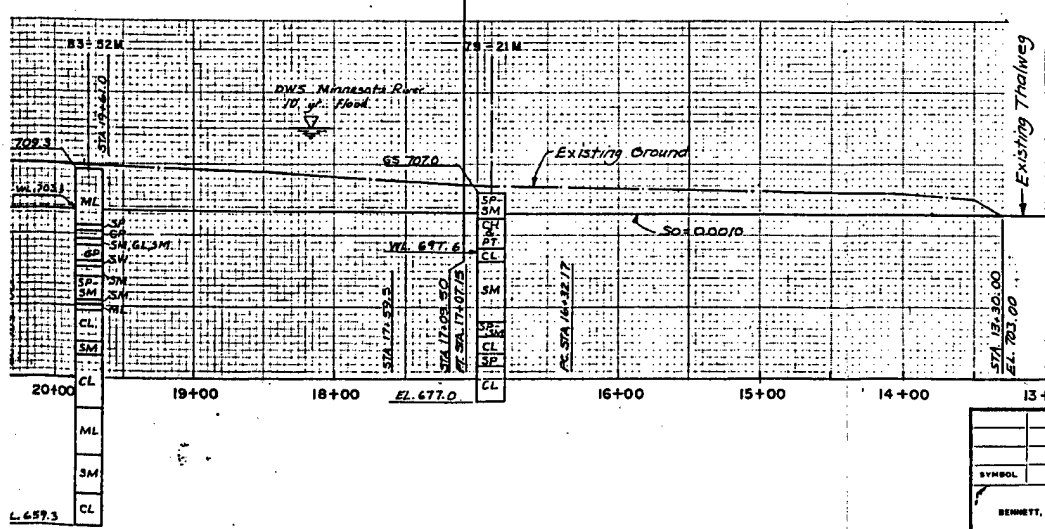 83-52M
STA 19+61.0
79-21M
DWS Minnesota River
10 yr. Flood
709.3
GS 707.0
Existing Ground
Existing Thalweg
WL. 703.1
ML
SP
GP
SM, GL, SM
GP
SW
SP-
SM
SM
SM
ML
CL
SM
CL
ML
SM
CL
L. 659.3
SP
SM
CH
&
PT
WL. 697.6
CL
SM
SP-
SM
CL
SP
CL
EL. 677.0
So = 0.0010
STA 17+59.5
STA 17+09.50
PT. STA. 17+07.15
PC. STA 16+32.17
STA 13+30.00
EL. 703.00
20+00
19+00
18+00
16+00
15+00
14+00
13+
SYMBOL
BENNETT,